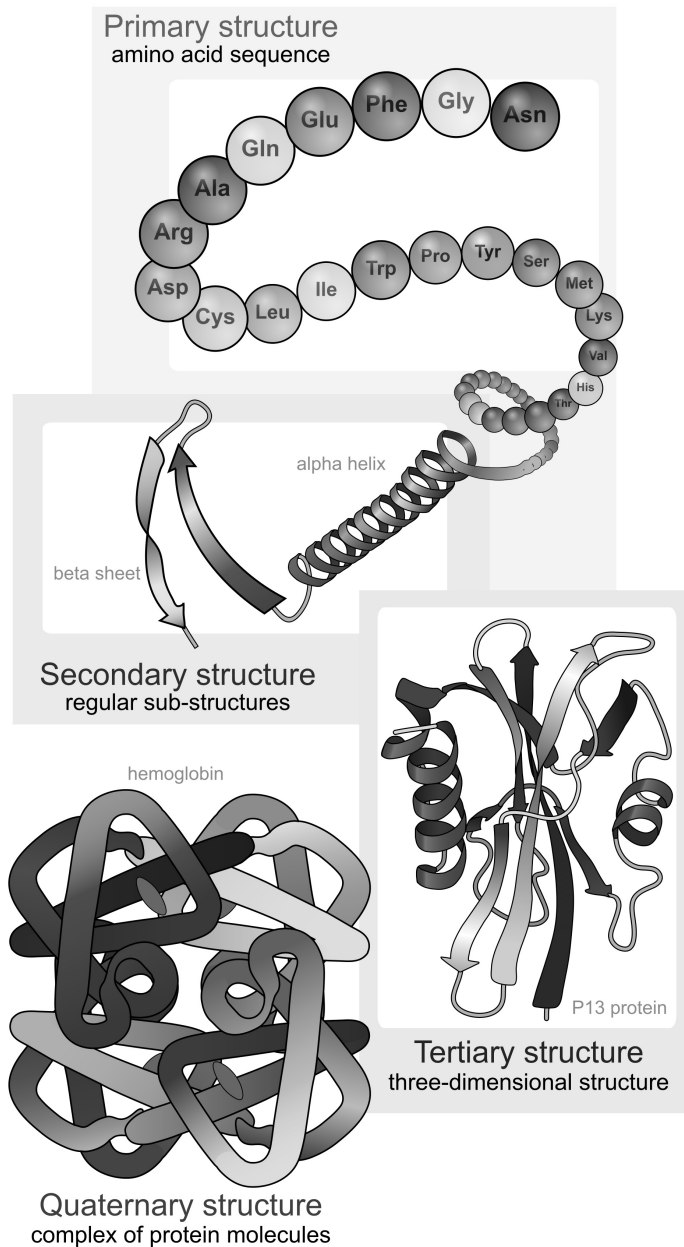 Primary structure
amino acid sequence
Asn
Gly
Phe
Glu
Gln
Ala
Arg
Asp
Cys
Leu
Ile
Trp
Pro
Tyr
Ser
Met
Lys
Val
His
Thr
alpha helix
beta sheet
Secondary structure
regular sub-structures
P13 protein
Tertiary structure
three-dimensional structure
hemoglobin
Quaternary structure
complex of protein molecules